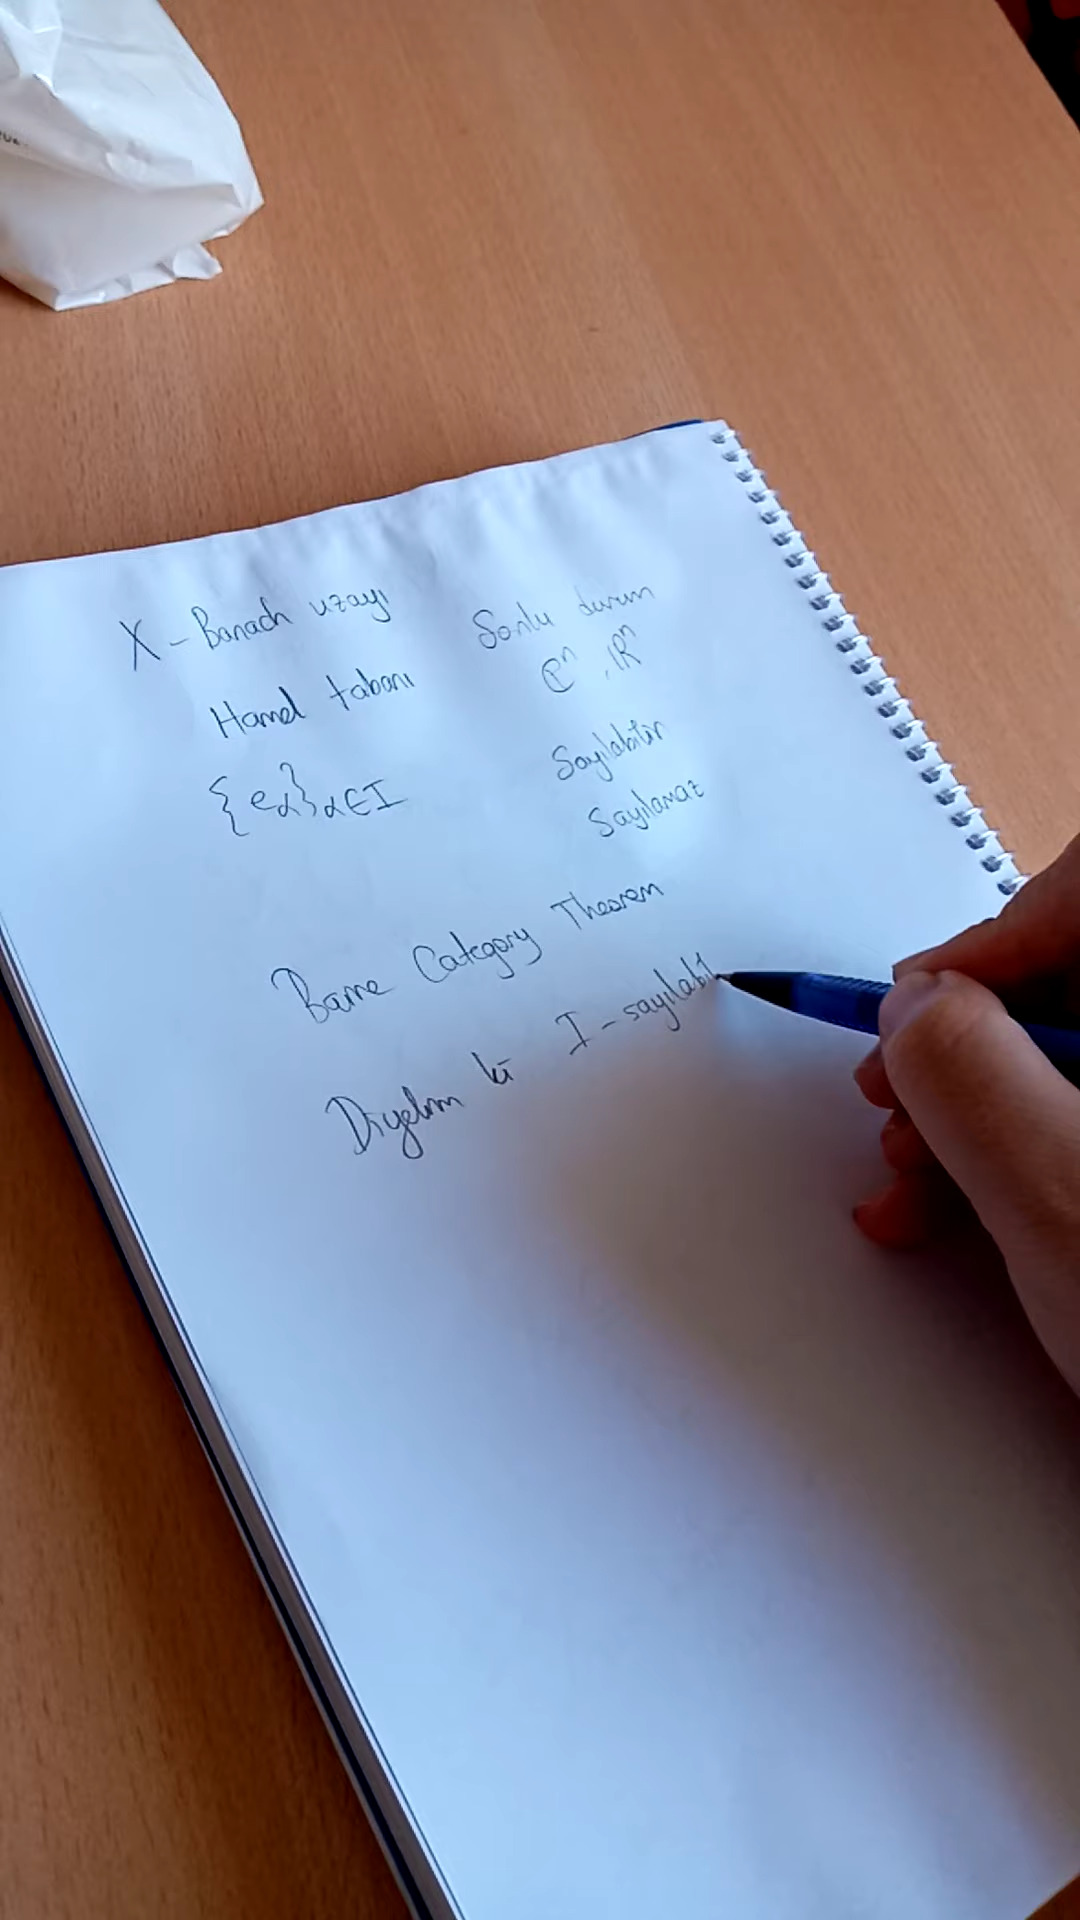 X - Banach uzayı
Hamel tabanı
{eα}α∈I
Sonlu durum
ℂⁿ, ℝⁿ
Sayılabilir
Sayılamaz
Baire Category Theorem
Diyelim ki I - sayılabil